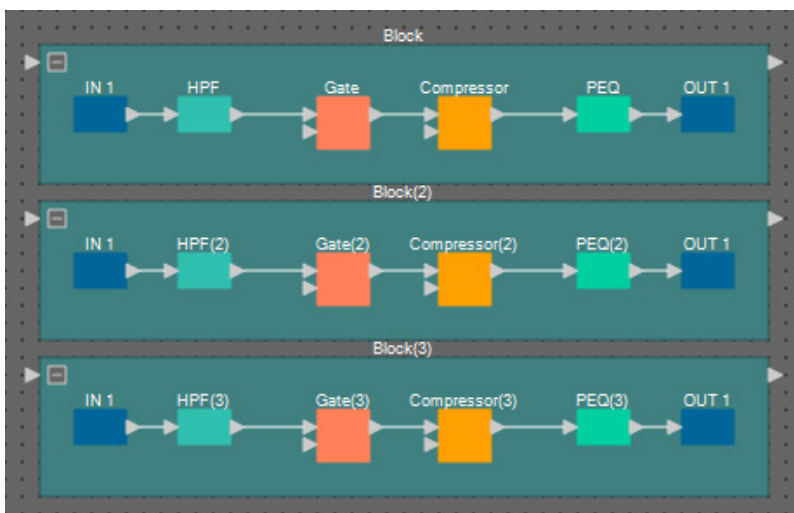 Block
IN 1 HPF Gate Compressor PEQ OUT 1
Block(2)
IN 1 HPF(2) Gate(2) Compressor(2) PEQ(2) OUT 1
Block(3)
IN 1 HPF(3) Gate(3) Compressor(3) PEQ(3) OUT 1